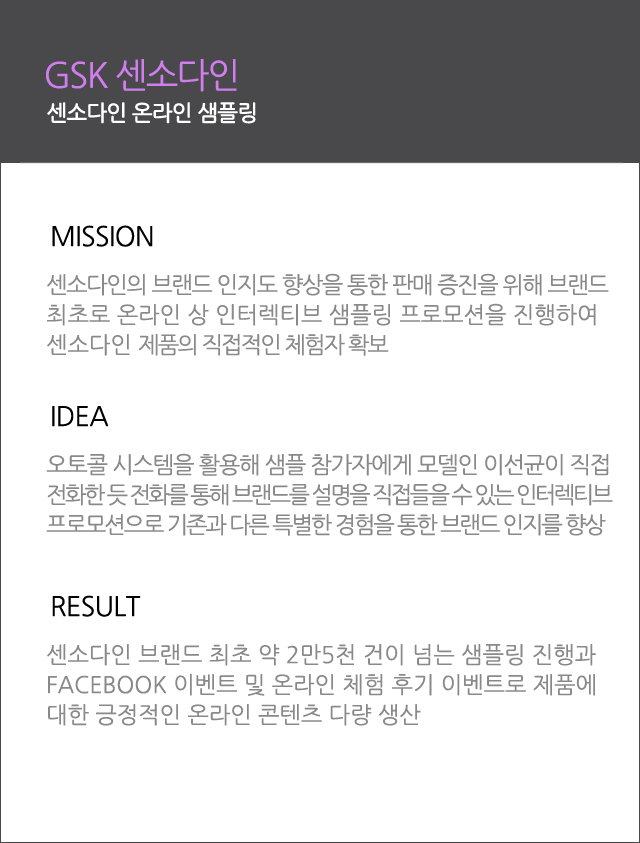 GSK 센소다인
센소다인 온라인 샘플링
MISSION
센소다인의 브랜드 인지도 향상을 통한 판매 증진을 위해 브랜드
최초로 온라인 상 인터렉티브 샘플링 프로모션을 진행하여
센소다인 제품의 직접적인 체험자 확보
IDEA
오토콜 시스템을 활용해 샘플 참가자에게 모델인 이선균이 직접
전화한 듯 전화를 통해 브랜드를 설명을 직접들을 수 있는 인터렉티브
프로모션으로 기존과 다른 특별한 경험을 통한 브랜드 인지를 향상
RESULT
센소다인 브랜드 최초 약 2만5천 건이 넘는 샘플링 진행과
FACEBOOK 이벤트 및 온라인 체험 후기 이벤트로 제품에
대한 긍정적인 온라인 콘텐츠 다량 생산